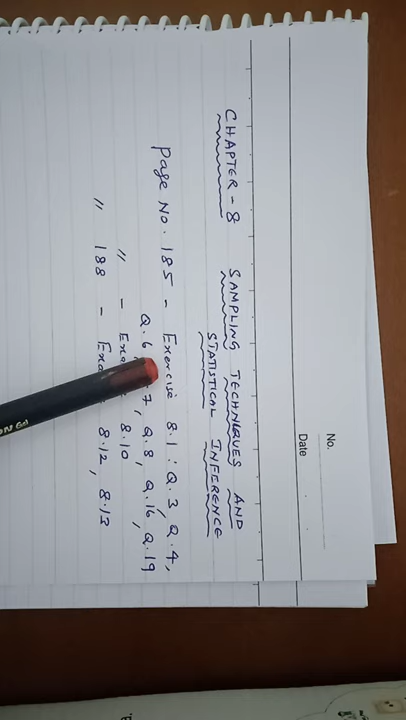 No.
Date
CHAPTER - 8 SAMPLING TECHNIQUES AND
STATISTICAL INFERENCE
Page No. 185 - Exercise 8.1 : Q.3, Q.4,
Q.6, 7, Q.8, Q.16, Q.19
" - 8.10
" 188 - 8.12, 8.13